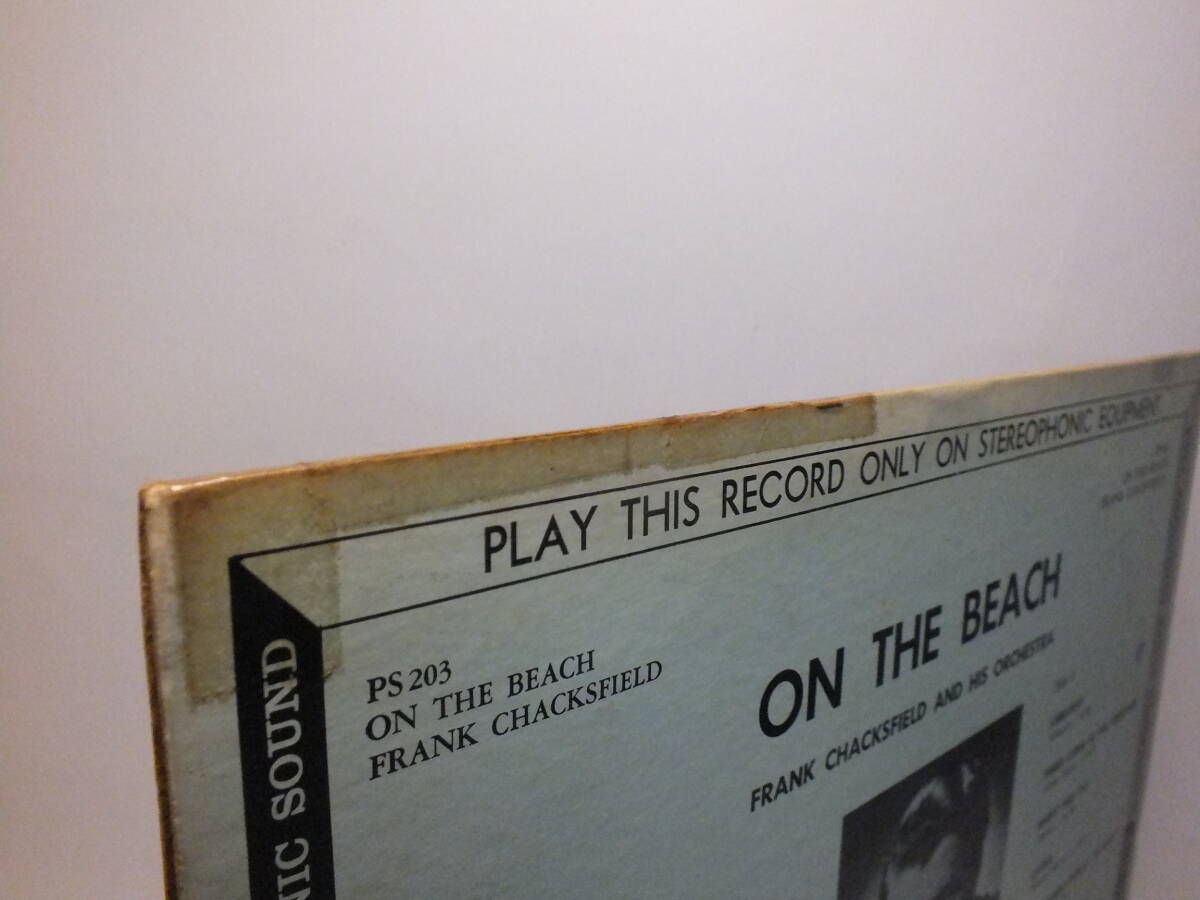 PLAY THIS RECORD ONLY ON STEREOPHONIC EQUIPMENT
PS 203
ON THE BEACH
FRANK CHACKSFIELD
ON THE BEACH
FRANK CHACKSFIELD AND HIS ORCHESTRA
NIC SOUND